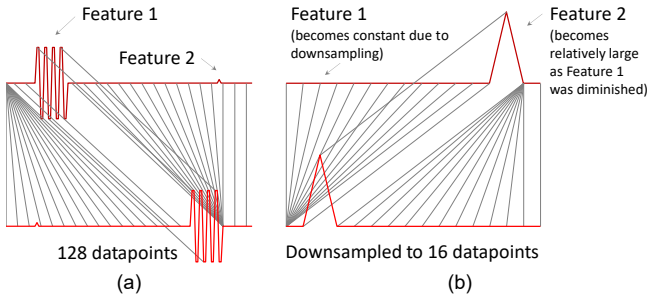 Feature 1
Feature 2
128 datapoints
(a)
Feature 1
(becomes constant due to
downsampling)
Feature 2
(becomes
relatively large
as Feature 1
was diminished)
Downsampled to 16 datapoints
(b)